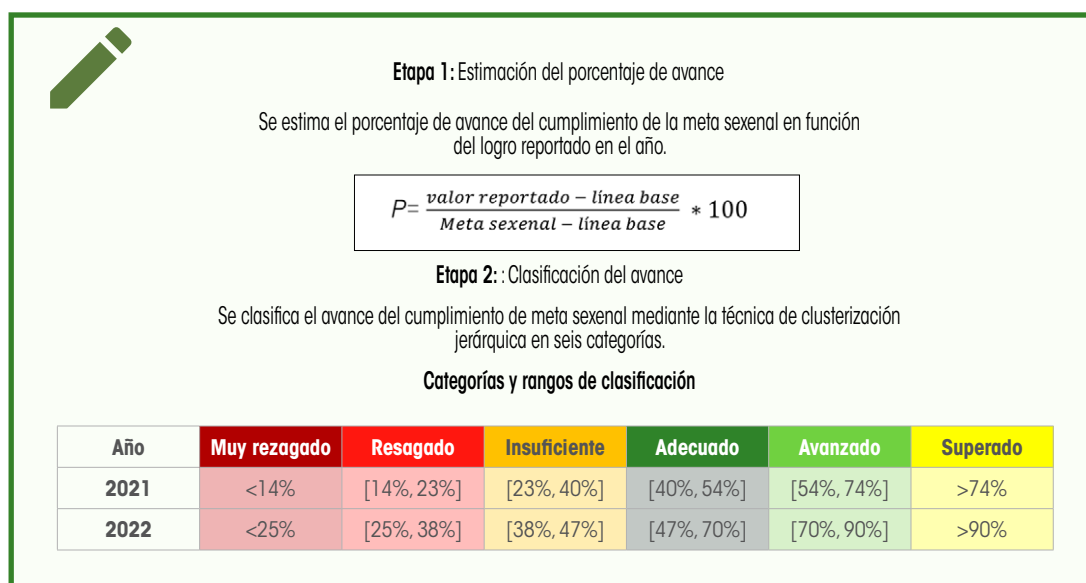 Etapa 1: Estimación del porcentaje de avance
Se estima el porcentaje de avance del cumplimiento de la meta sexenal en función
del logro reportado en el año.
P= valor reportado − línea base / Meta sexenal − línea base * 100
Etapa 2: : Clasificación del avance
Se clasifica el avance del cumplimiento de meta sexenal mediante la técnica de clusterización
jerárquica en seis categorías.
Categorías y rangos de clasificación
Año Muy rezagado Resagado Insuficiente Adecuado Avanzado Superado
2021 <14% [14%, 23%] [23%, 40%] [40%, 54%] [54%, 74%] >74%
2022 <25% [25%, 38%] [38%, 47%] [47%, 70%] [70%, 90%] >90%